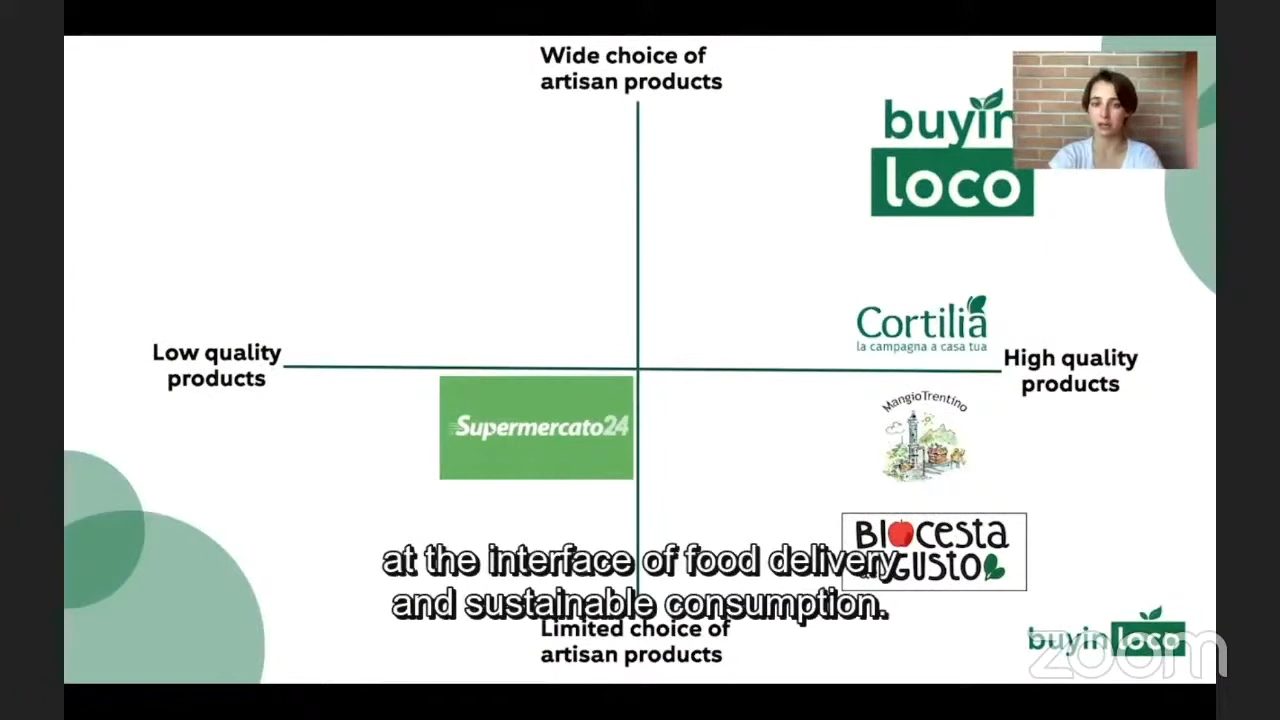 Wide choice of
artisan products
buyin
loco
Cortilia
la campagna a casa tua
Low quality
products
High quality
products
MangioTrentino
Supermercato24
BIOCESTA
GUSTO
at the interface of food delivery
and sustainable consumption.
Limited choice of
artisan products
buyin loco
zoom